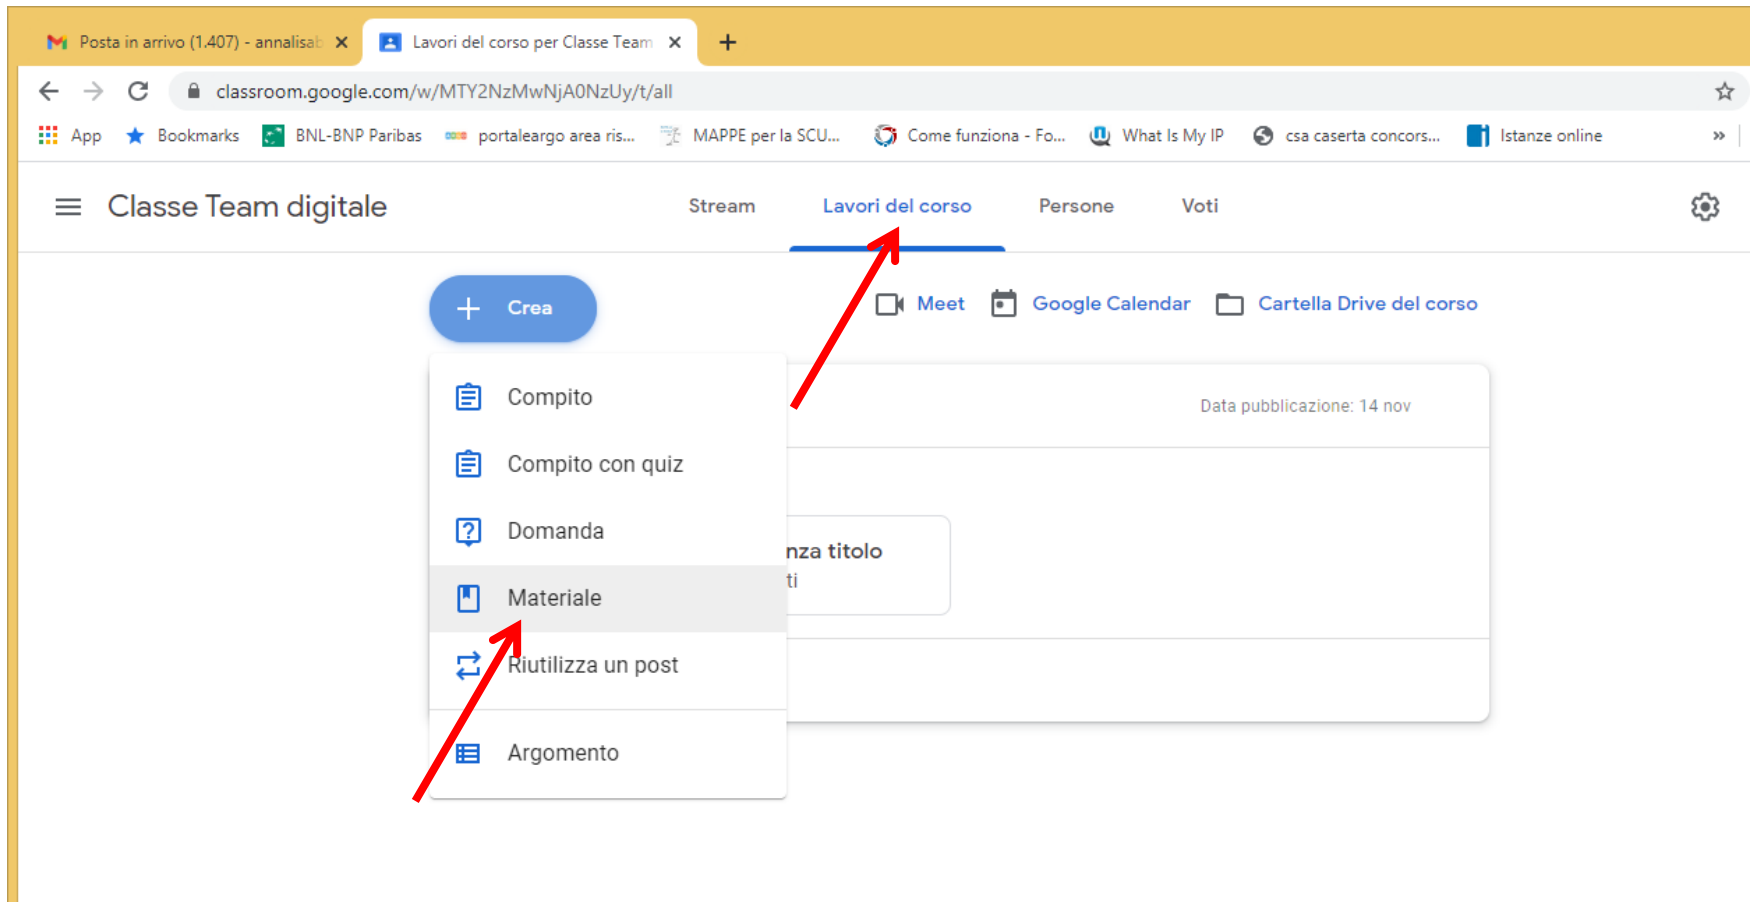 Posta in arrivo (1.407) - annalisab
Lavori del corso per Classe Team
classroom.google.com/w/MTY2NzMwNjA0NzUy/t/all
App Bookmarks BNL-BNP Paribas portaleargo area ris... MAPPE per la SCU... Come funziona - Fo... What Is My IP csa caserta concors... Istanze online »
Classe Team digitale Stream Lavori del corso Persone Voti
Crea Meet Google Calendar Cartella Drive del corso
Compito
Data pubblicazione: 14 nov
Compito con quiz
Domanda
nza titolo
ti
Materiale
Riutilizza un post
Argomento